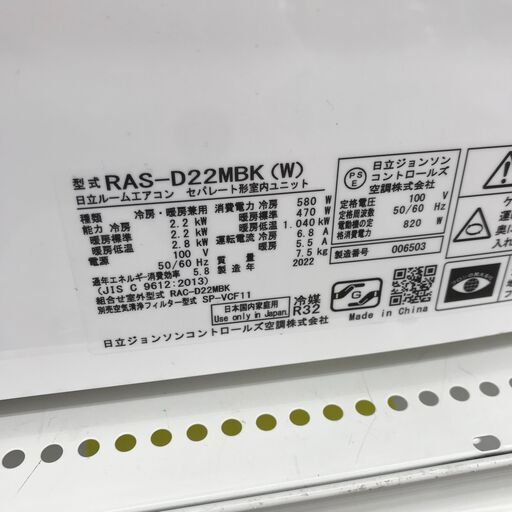 型式 RAS-D22MBK(W)
日立ルームエアコン セパレート形室内ユニット
種類 冷房・暖房兼用 消費電力 冷房 580 W
能力 冷房 2.2 kW 暖房標準 470 W
暖房標準 2.2 kW 暖房低温 1.040 kW
暖房低温 2.8 kW 運転電流 冷房 6.8 A
電源 100 V 暖房標準 5.5 A
50/60 Hz 7.5 kg
通年エネルギー消費効率 5.8 製造年 2022
(JIS C 9612:2013)
組合せ室外型式 RAC-D22MBK
別売空気清浄フィルター型式 SP-VCF11
日本国内家庭用
Use only in Japan
冷媒
R32
日立ジョンソンコントロールズ空調株式会社
PS
E
日立ジョンソン
コントロールズ
空調株式会社
定格電圧 100 V
定格周波数 50/60 Hz
電動機の定格消費電力 820 W
製造番号 006503
G
Made in China
運
奥に
入